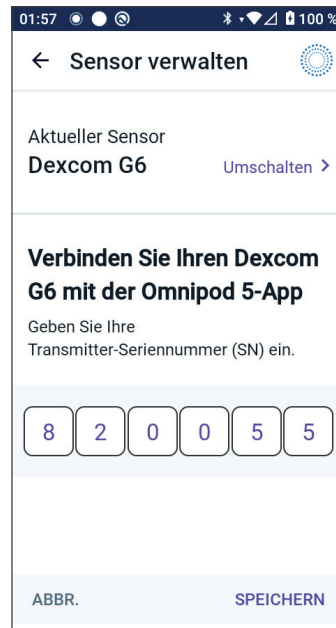 01:57 100 %
Sensor verwalten
Aktueller Sensor
Dexcom G6 Umschalten
Verbinden Sie Ihren Dexcom
G6 mit der Omnipod 5-App
Geben Sie Ihre
Transmitter-Seriennummer (SN) ein.
8 2 0 0 5 5
ABBR. SPEICHERN